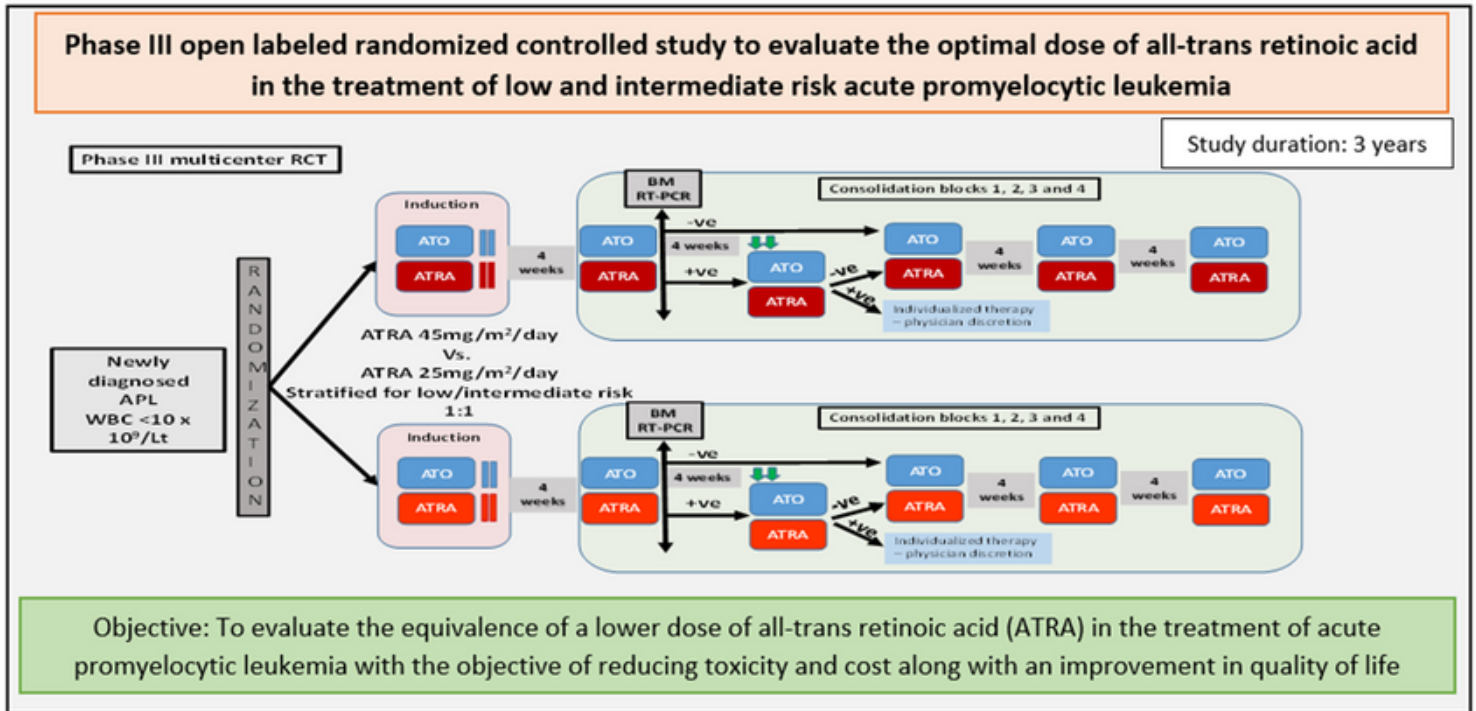 Phase III open labeled randomized controlled study to evaluate the optimal dose of all-trans retinoic acid
in the treatment of low and intermediate risk acute promyelocytic leukemia
Study duration: 3 years
Phase III multicenter RCT
Newly
diagnosed
APL
WBC <10 x
10⁹/Lt
RANDOMIZATION
Induction
ATO
ATRA
4
weeks
BM
RT-PCR
Consolidation blocks 1, 2, 3 and 4
ATO
ATRA
-ve
4 weeks
+ve
ATO
ATRA
-ve
+ve
Individualized therapy
– physician discretion
ATO
ATRA
4
weeks
ATO
ATRA
4
weeks
ATO
ATRA
ATRA 45mg/m²/day
Vs.
ATRA 25mg/m²/day
Stratified for low/intermediate risk
1:1
Induction
ATO
ATRA
4
weeks
BM
RT-PCR
Consolidation blocks 1, 2, 3 and 4
ATO
ATRA
-ve
4 weeks
+ve
ATO
ATRA
-ve
+ve
Individualized therapy
– physician discretion
ATO
ATRA
4
weeks
ATO
ATRA
4
weeks
ATO
ATRA
Objective: To evaluate the equivalence of a lower dose of all-trans retinoic acid (ATRA) in the treatment of acute
promyelocytic leukemia with the objective of reducing toxicity and cost along with an improvement in quality of life